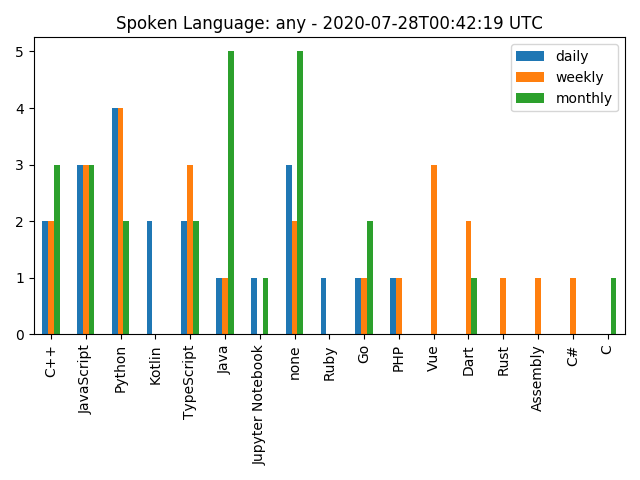 Spoken Language: any - 2020-07-28T00:42:19 UTC
daily
weekly
monthly
5
4
3
2
1
0
C++
JavaScript
Python
Kotlin
TypeScript
Java
Jupyter Notebook
none
Ruby
Go
PHP
Vue
Dart
Rust
Assembly
C#
C